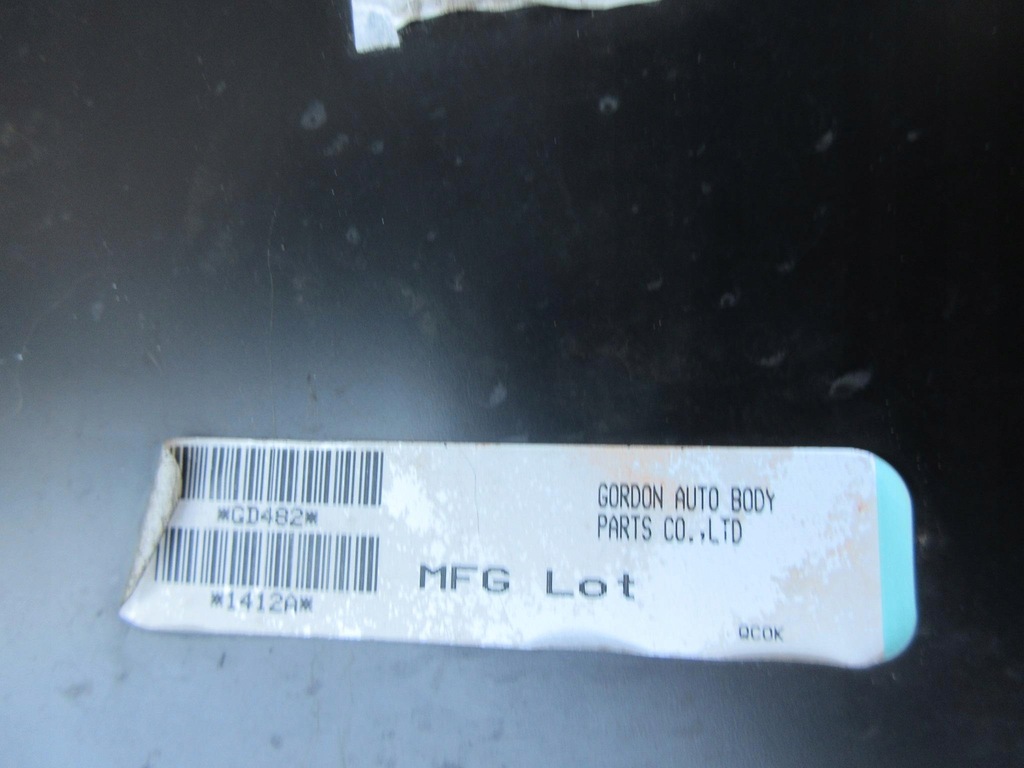 *GD482*
*1412A*
MFG Lot
GORDON AUTO BODY
PARTS CO.,LTD
QCOK